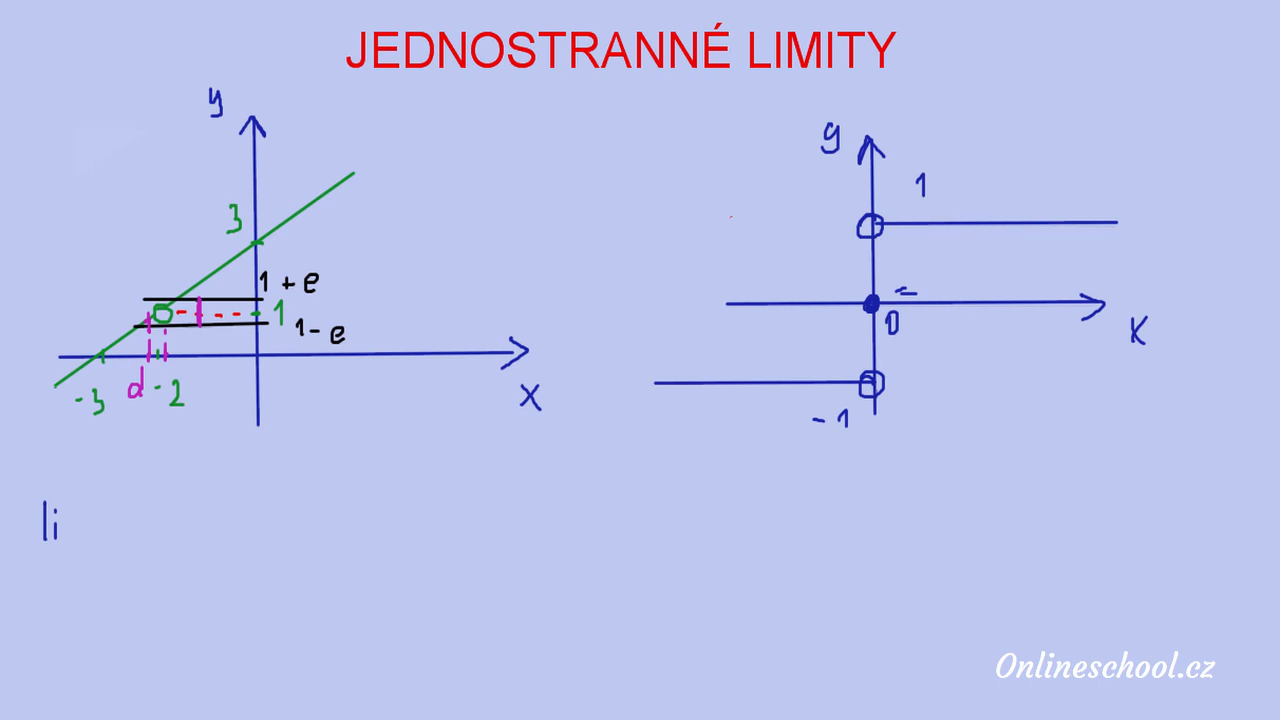 JEDNOSTRANNÉ LIMITY
y
3
1 + e
1
1 - e
-3
d
-2
x
y
1
0
x
-1
li
Onlineschool.cz